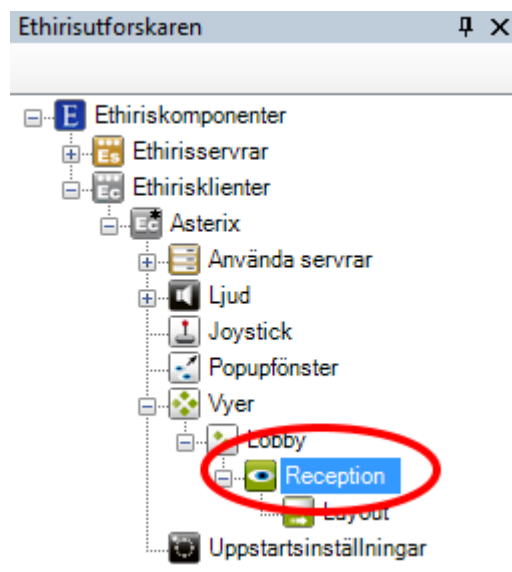 Ethirisutforskaren
Ethiriskomponenter
Ethirisservrar
Ethirisklienter
Asterix
Använda servrar
Ljud
Joystick
Popupfönster
Vyer
Lobby
Reception
Layout
Uppstartsinställningar